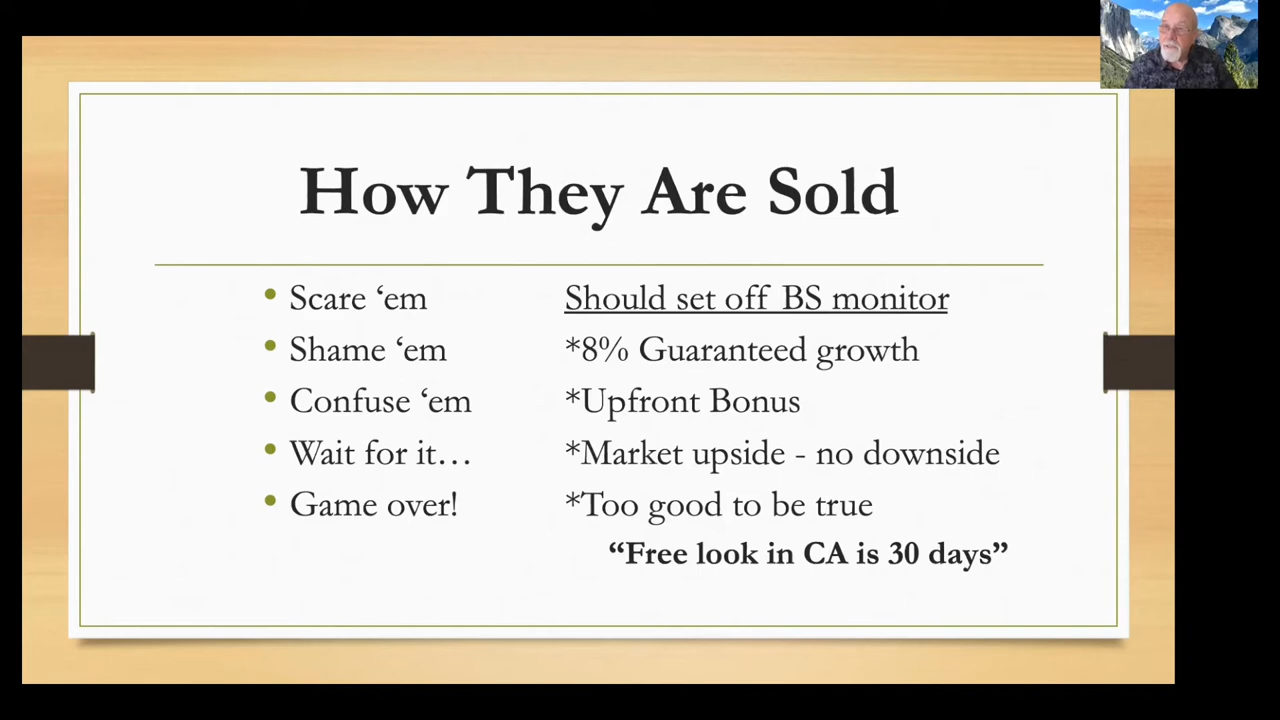 How They Are Sold
• Scare ‘em
• Shame ‘em
• Confuse ‘em
• Wait for it…
• Game over!
Should set off BS monitor
*8% Guaranteed growth
*Upfront Bonus
*Market upside - no downside
*Too good to be true
“Free look in CA is 30 days”